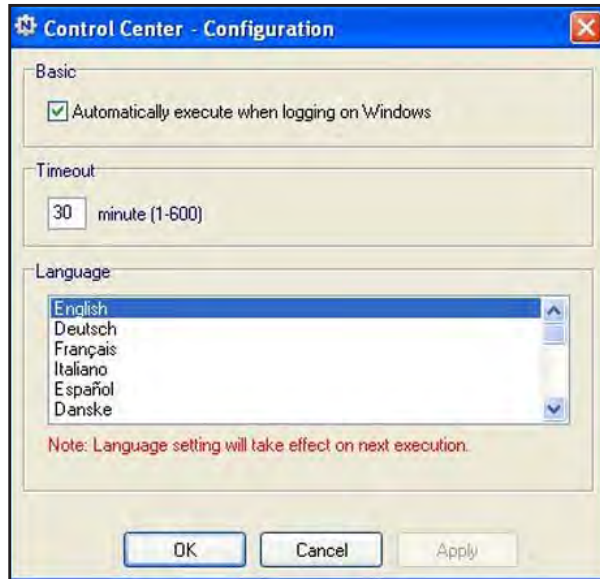 Control Center - Configuration
Basic
Automatically execute when logging on Windows
Timeout
30 minute (1-600)
Language
English
Deutsch
Français
Italiano
Español
Danske
Note: Language setting will take effect on next execution.
OK Cancel Apply